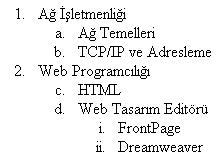 1. Ağ İşletmenliği
a. Ağ Temelleri
b. TCP/IP ve Adresleme
2. Web Programcılığı
c. HTML
d. Web Tasarım Editörü
i. FrontPage
ii. Dreamweaver